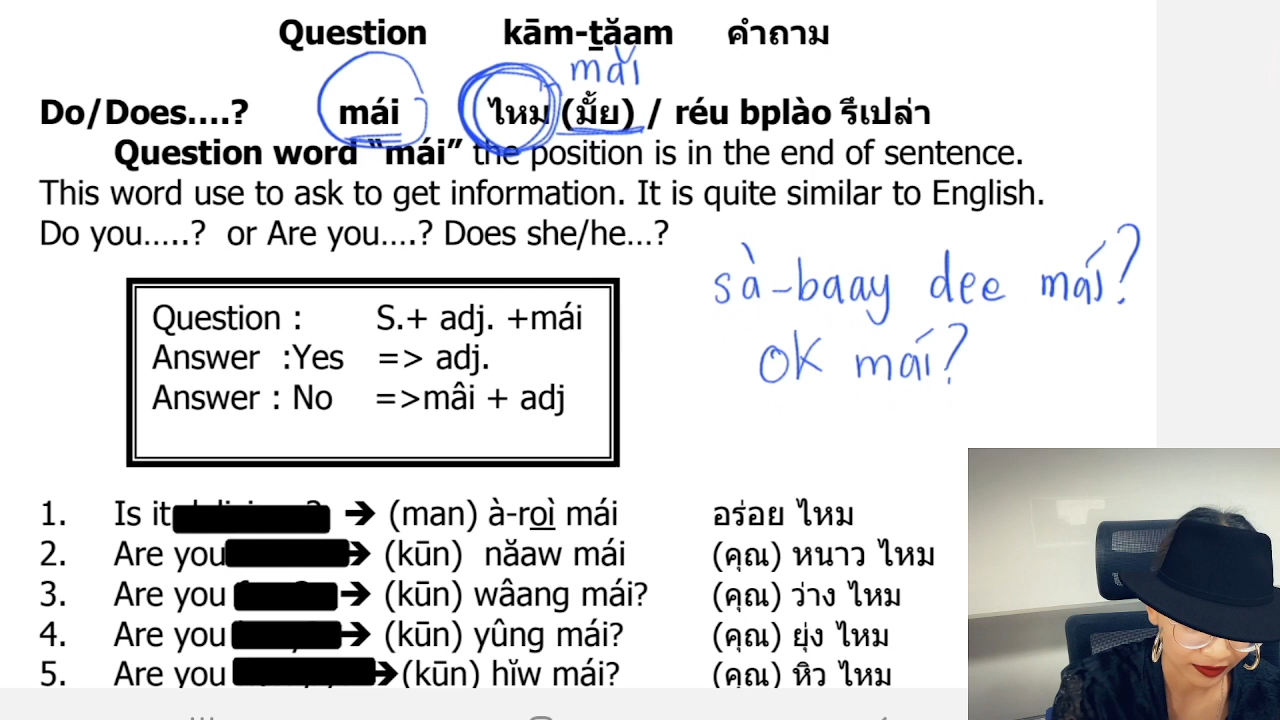 Question kām-tăam คำถาม
măi
Do/Does....? mái ไหม (มั้ย) / réu bplào รึเปล่า
Question word “mái” the position is in the end of sentence.
This word use to ask to get information. It is quite similar to English.
Do you…..? or Are you….? Does she/he…?
sà-baay dee mái?
OK mái?
Question : S.+ adj. +mái
Answer :Yes => adj.
Answer : No =>mâi + adj
1. Is it ➔ (man) à-roì mái อร่อย ไหม
2. Are you ➔ (kūn) năaw mái (คุณ) หนาว ไหม
3. Are you ➔ (kūn) wâang mái? (คุณ) ว่าง ไหม
4. Are you ➔ (kūn) yûng mái? (คุณ) ยุ่ง ไหม
5. Are you ➔ (kūn) hĭw mái? (คุณ) หิว ไหม